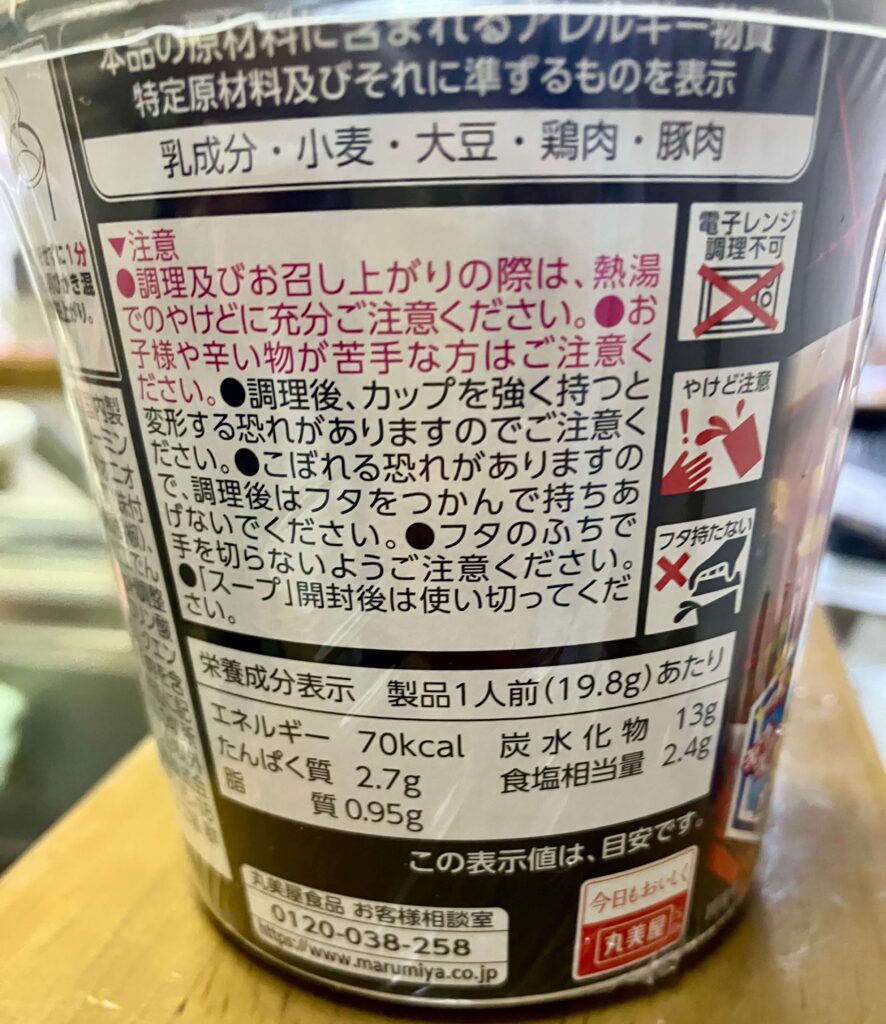 本品の原材料に含まれるアレルギー物質
特定原材料及びそれに準ずるものを表示
乳成分・小麦・大豆・鶏肉・豚肉
▼注意
●調理及びお召し上がりの際は、熱湯
でのやけどに充分ご注意ください。●お
子様や辛い物が苦手な方はご注意く
ださい。●調理後、カップを強く持つと
変形する恐れがありますのでご注意く
ださい。●こぼれる恐れがありますの
で、調理後はフタをつかんで持ちあ
げないでください。●フタのふちで
手を切らないようご注意ください。
●「スープ」開封後は使い切ってくだ
さい。
電子レンジ
調理不可
やけど注意
フタ持たない
栄養成分表示 製品1人前(19.8g)あたり
エネルギー 70kcal 炭水化物 13g
たんぱく質 2.7g 食塩相当量 2.4g
脂質 0.95g
この表示値は、目安です。
丸美屋食品 お客様相談室
0120-038-258
https://www.marumiya.co.jp
今日もおいしく
丸美屋
ずに1分
かき混
上がり。